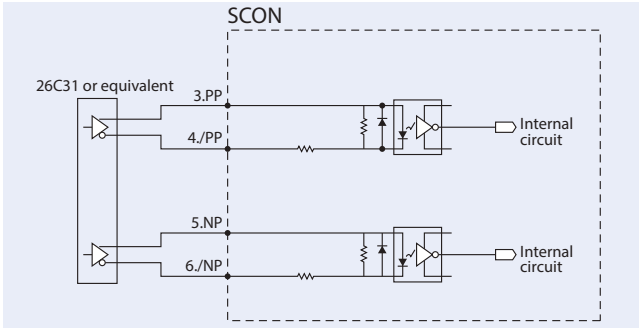 SCON
26C31 or equivalent
3.PP
4./PP
Internal
circuit
5.NP
6./NP
Internal
circuit